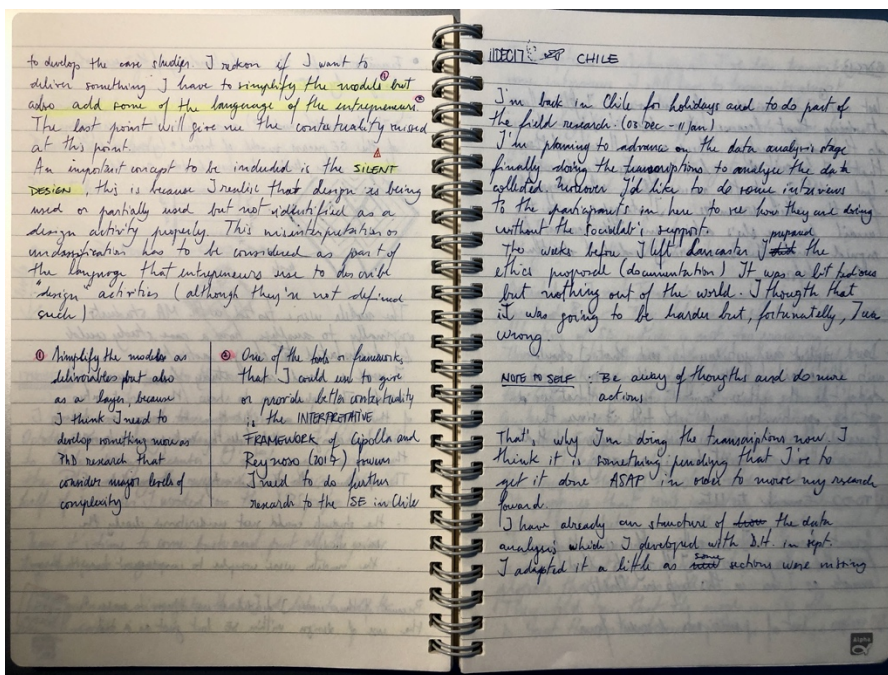 to develop the case studies. I reckon if I want to
deliver something I have to simplify the models① but
also add some of the language of the entrepreneurs②
The last point will give me the contextuality missed
at this point.
An important concept to be included is the SILENT
DESIGN, this is because I realise that design is being
used or partially used but not identified as a
design activity properly. This misinterpretation or
has to be considered as part of
the language that entrepreneurs use to describe
"design" activities (although they're not defined
such)
① Simplify the models as
deliverables but also
as a layer, because
I think I need to
develop something more as
PhD research that
consider major levels of
complexity
② One of the tools or frameworks
that I could use to give
or provide better contextuality
is the INTERPRETATIVE
FRAMEWORK of Cipolla and
Reynoso (2017)
I need to do further
research to the SE in Chile
11DEC17 CHILE
I'm back in Chile for holidays and to do part of
the field research. (03 dec - 11 Jan)
I'm planning to advance on the data analysis stage
finally doing the transcriptions to analyse the data
collected. Moreover I'd like to do some interviews
to the participants in here to see how they are doing
without the Socialab's support.
The weeks before I left Lancaster I prepared the
ethics proposal (documentation) It was a bit tedious
but nothing out of the world. I thougth that
it was going to be harder but, fortunately, I was
wrong.
NOTE TO SELF: Be away of thougths and do more
actions
That's why I'm doing the transcriptions now. I
think it is something pending that I've to
get it done ASAP in order to move my research
foward.
I have already an structure of the data
analysis which I developed with D.H. in sept.
I adapted it a little as some sections were missing
Alpha